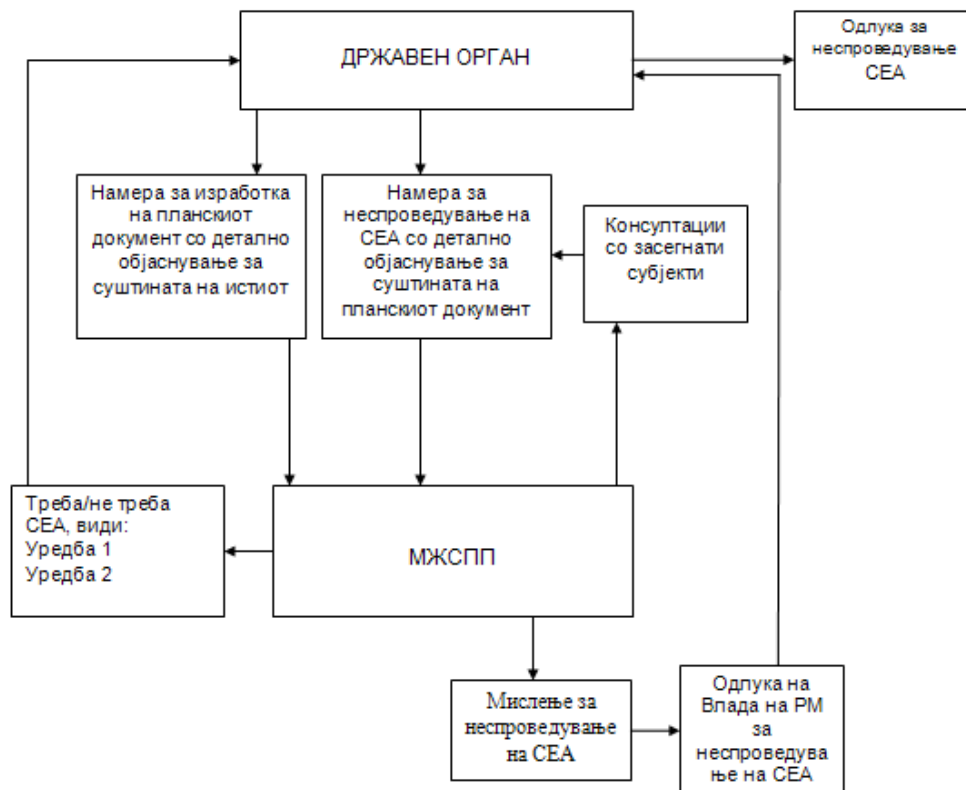 ДРЖАВЕН ОРГАН
Одлука за
неспроведување
СЕА
Намера за изработка
на планскиот
документ со детално
објаснување за
суштината на истиот
Намера за
неспроведување на
СЕА со детално
објаснување за
суштината на
планскиот документ
Консултации
со засегнати
субјекти
Треба/не треба
СЕА, види:
Уредба 1
Уредба 2
МЖСПП
Мислење за
неспроведување
на СЕА
Одлука на
Влада на РМ
за
неспроведува
ње на СЕА